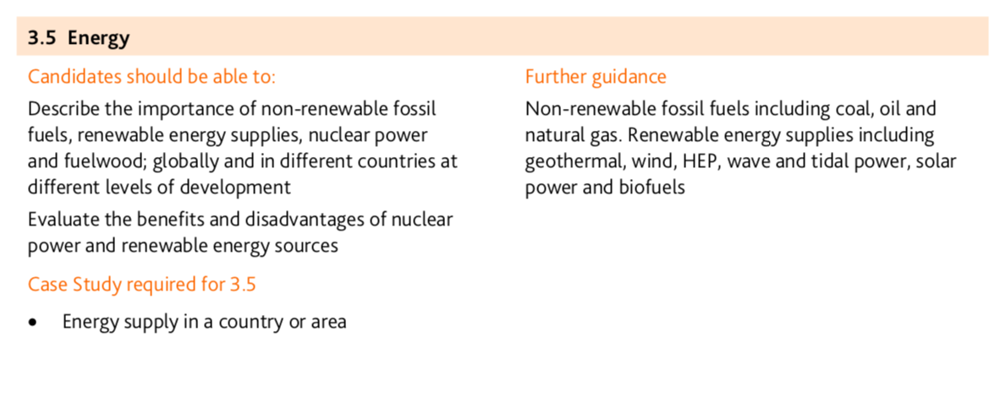 3.5 Energy
Candidates should be able to:
Describe the importance of non-renewable fossil
fuels, renewable energy supplies, nuclear power
and fuelwood; globally and in different countries at
different levels of development
Evaluate the benefits and disadvantages of nuclear
power and renewable energy sources
Case Study required for 3.5
• Energy supply in a country or area
Further guidance
Non-renewable fossil fuels including coal, oil and
natural gas. Renewable energy supplies including
geothermal, wind, HEP, wave and tidal power, solar
power and biofuels